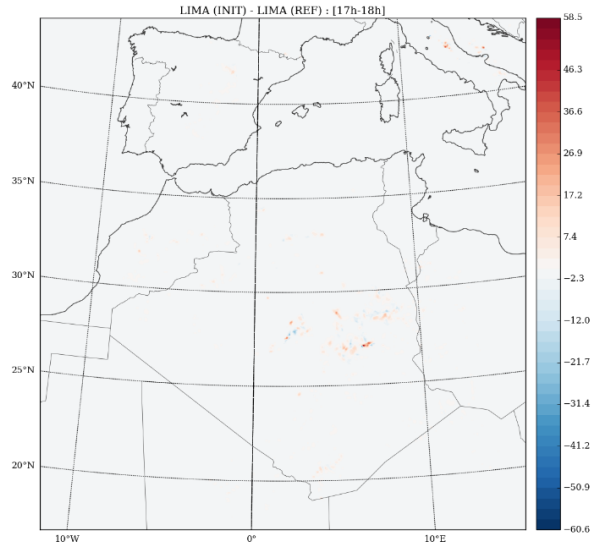 LIMA (INIT) - LIMA (REF) : [17h-18h]
40°N
35°N
30°N
25°N
20°N
10°W
0°
10°E
58.5
46.3
36.6
26.9
17.2
7.4
−2.3
−12.0
−21.7
−31.4
−41.2
−50.9
−60.6